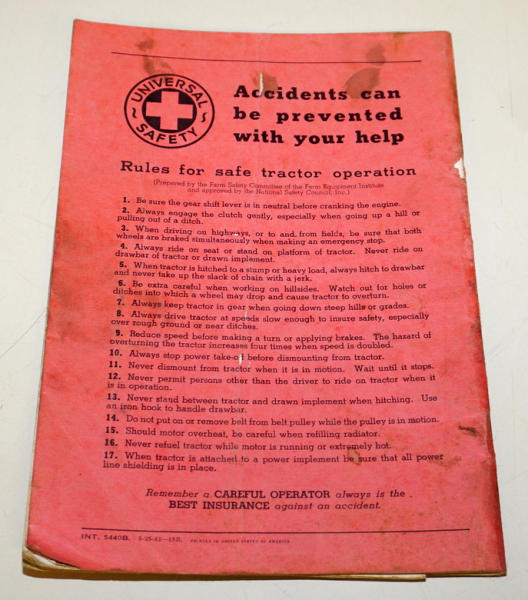 UNIVERSAL SAFETY
Accidents can
be prevented
with your help
Rules for safe tractor operation
(Prepared by the Farm Safety Committee of the Farm Equipment Institute
and approved by the National Safety Council, Inc.)
1. Be sure the gear shift lever is in neutral before cranking the engine.
2. Always engage the clutch gently, especially when going up a hill or
pulling out of a ditch.
3. When driving on highways, or to and from fields, be sure that both
wheels are braked simultaneously when making an emergency stop.
4. Always ride on seat or stand on platform of tractor. Never ride on
drawbar of tractor or drawn implement.
5. When tractor is hitched to a stump or heavy load, always hitch to drawbar
and never take up the slack of chain with a jerk.
6. Be extra careful when working on hillsides. Watch out for holes or
ditches into which a wheel may drop and cause tractor to overturn.
7. Always keep tractor in gear when going down steep hills or grades.
8. Always drive tractor at speeds slow enough to insure safety, especially
over rough ground or near ditches.
9. Reduce speed before making a turn or applying brakes. The hazard of
overturning the tractor increases four times when speed is doubled.
10. Always stop power take-off before dismounting from tractor.
11. Never dismount from tractor when it is in motion. Wait until it stops.
12. Never permit persons other than the driver to ride on tractor when it
is in operation.
13. Never stand between tractor and drawn implement when hitching. Use
an iron hook to handle drawbar.
14. Do not put on or remove belt from belt pulley while the pulley is in motion.
15. Should motor overheat, be careful when refilling radiator.
16. Never refuel tractor while motor is running or extremely hot.
17. When tractor is attached to a power implement be sure that all power
line shielding is in place.
Remember a CAREFUL OPERATOR always is the
BEST INSURANCE against an accident.
INT. 5440B. PRINTED IN UNITED STATES OF AMERICA